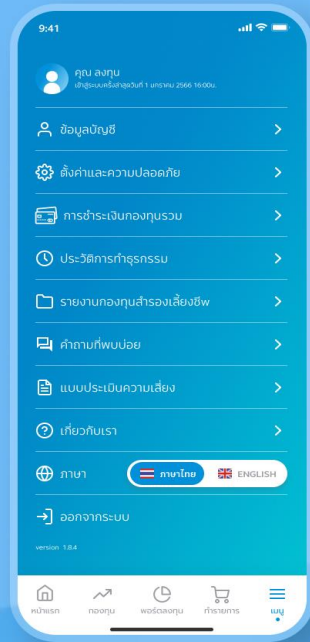 9:41
คุณ ลงทุน
เข้าสู่ระบบครั้งล่าสุดวันที่ 1 มกราคม 2566 16:00น.
ข้อมูลบัญชี
ตั้งค่าและความปลอดภัย
การชำระเงินกองทุนรวม
ประวัติการทำธุรกรรม
รายงานกองทุนสำรองเลี้ยงชีพ
คำถามที่พบบ่อย
แบบประเมินความเสี่ยง
เกี่ยวกับเรา
ภาษา ภาษาไทย ENGLISH
ออกจากระบบ
version 1.8.4
หน้าแรก กองทุน พอร์ตลงทุน ทำรายการ เมนู